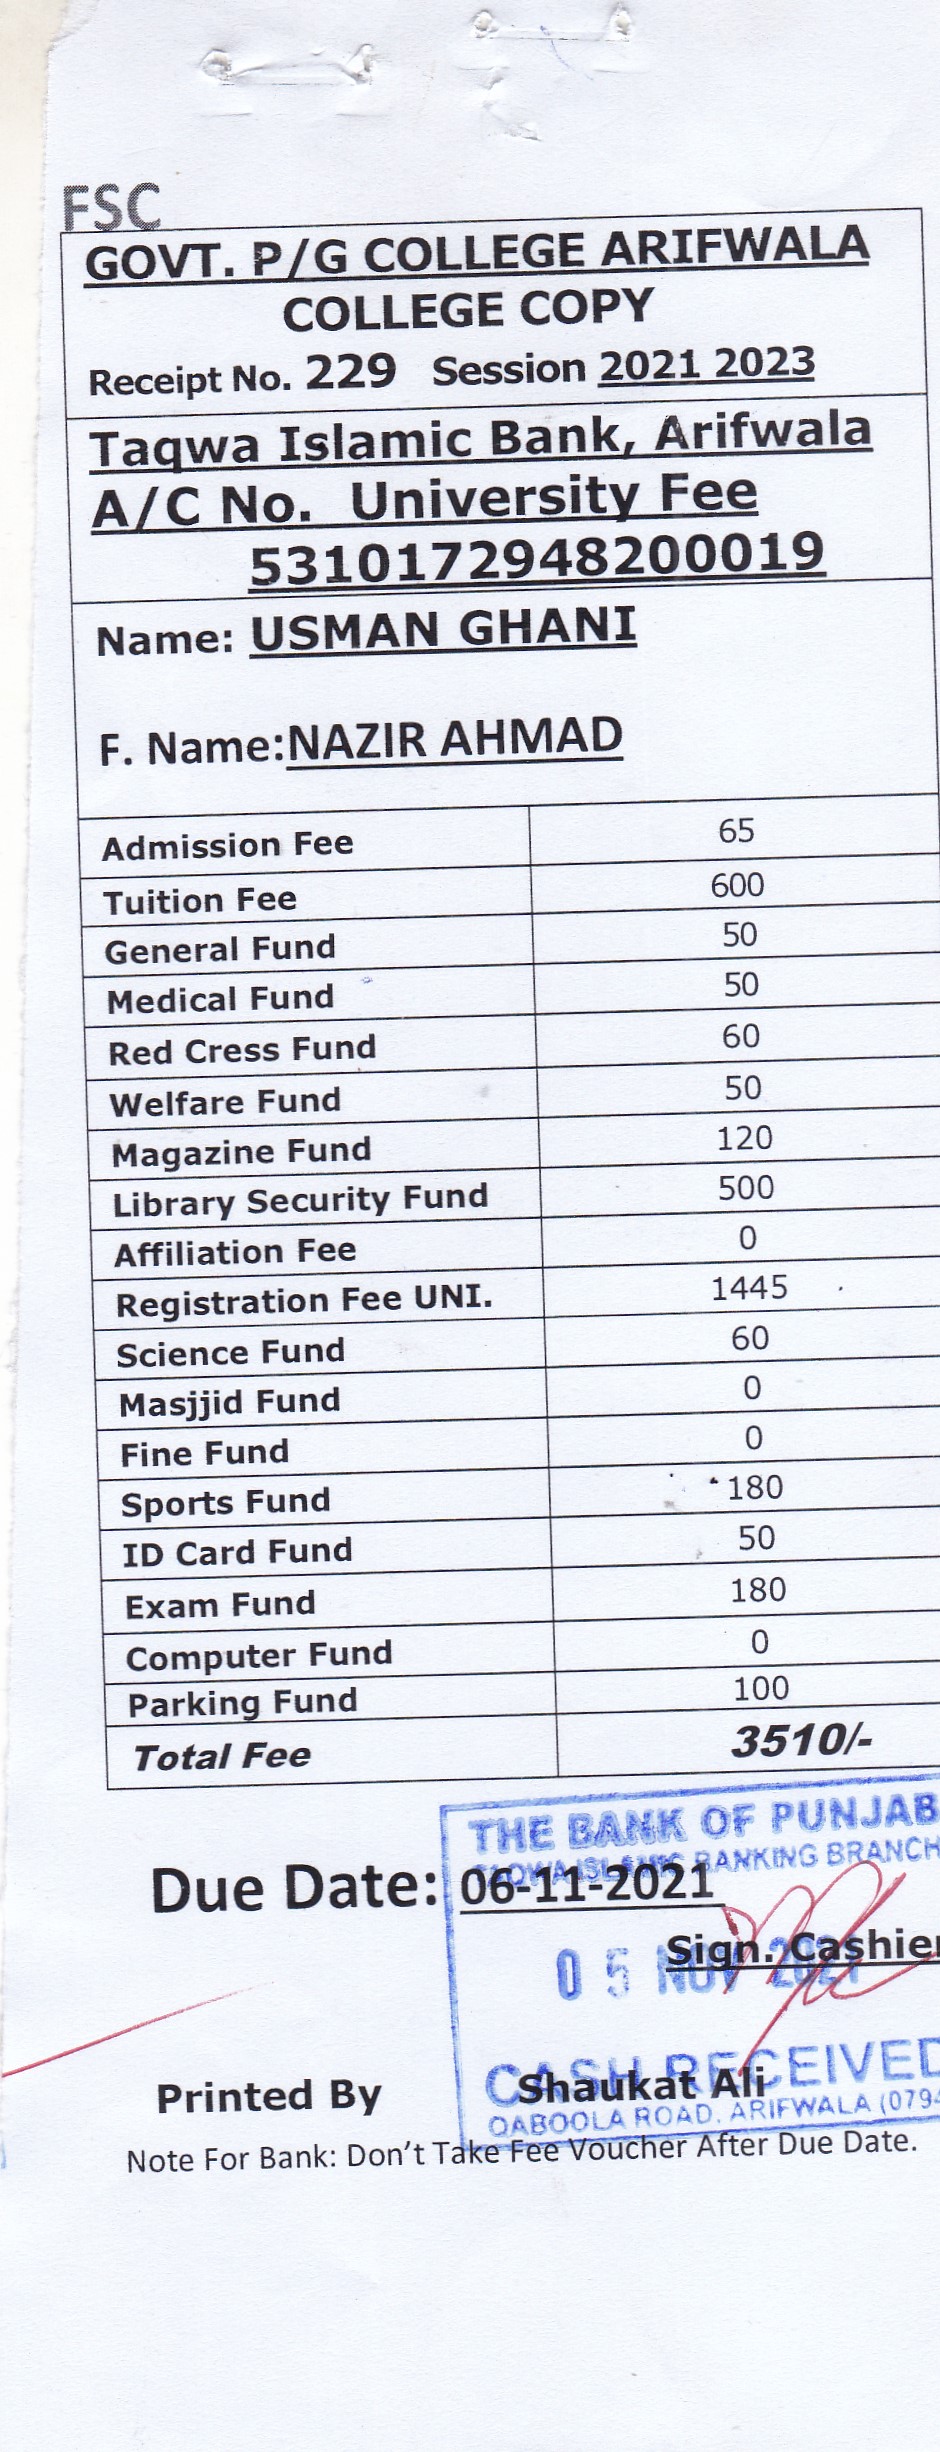 FSC
GOVT. P/G COLLEGE ARIFWALA
COLLEGE COPY
Receipt No. 229 Session 2021 2023
Taqwa Islamic Bank, Arifwala
A/C No. University Fee
5310172948200019
Name: USMAN GHANI
F. Name:NAZIR AHMAD
Admission Fee 65
Tuition Fee 600
General Fund 50
Medical Fund 50
Red Cress Fund 60
Welfare Fund 50
Magazine Fund 120
Library Security Fund 500
Affiliation Fee 0
Registration Fee UNI. 1445
Science Fund 60
Masjjid Fund 0
Fine Fund 0
Sports Fund 180
ID Card Fund 50
Exam Fund 180
Computer Fund 0
Parking Fund 100
Total Fee 3510/-
THE BANK OF PUNJAB
TAQWA ISLAMIC BANKING BRANCH
Due Date: 06-11-2021
Sign. Cashier
05 NOV 2021
CASH RECEIVED
Printed By Shaukat Ali
QABOOLA ROAD. ARIFWALA (0794
Note For Bank: Don't Take Fee Voucher After Due Date.